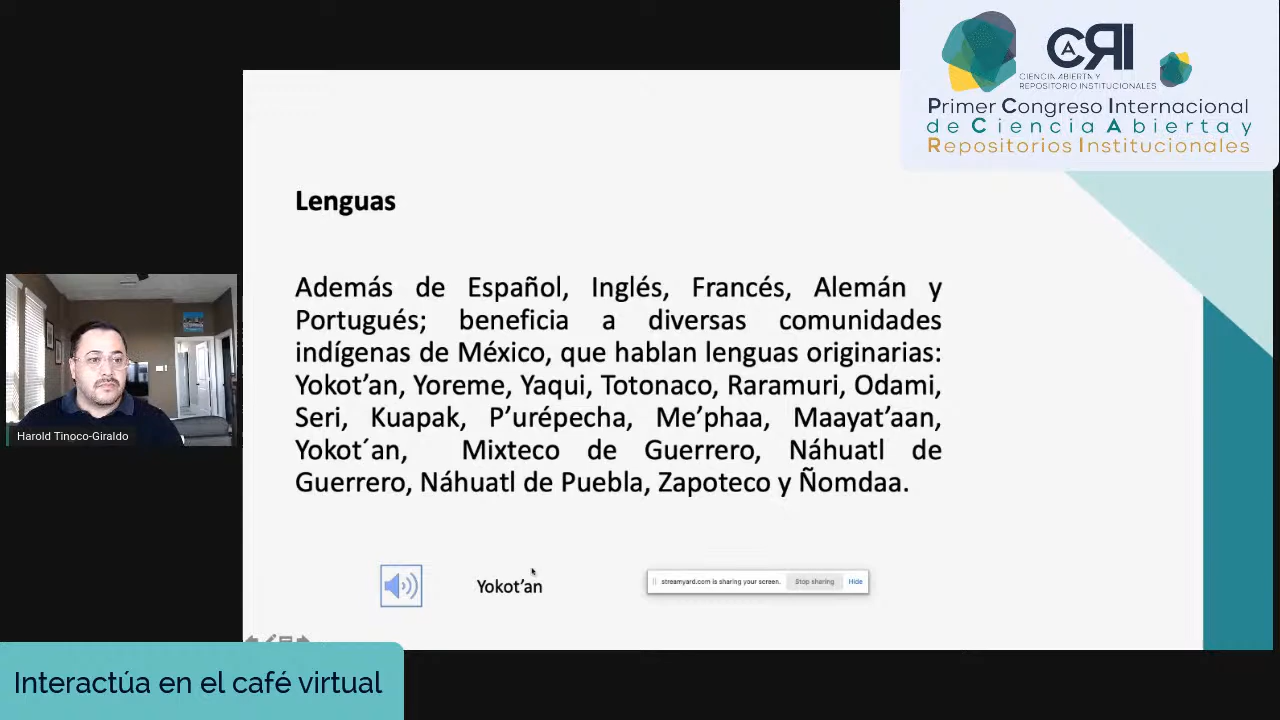 CRI
CIENCIA ABIERTA Y
REPOSITORIO INSTITUCIONALES
Primer Congreso Internacional
de Ciencia Abierta y
Repositorios Institucionales
Lenguas
Además de Español, Inglés, Francés, Alemán y
Portugués; beneficia a diversas comunidades
indígenas de México, que hablan lenguas originarias:
Yokot’an, Yoreme, Yaqui, Totonaco, Raramuri, Odami,
Seri, Kuapak, P’urépecha, Me’phaa, Maayat’aan,
Yokot´an, Mixteco de Guerrero, Náhuatl de
Guerrero, Náhuatl de Puebla, Zapoteco y Ñomdaa.
Harold Tinoco-Giraldo
Yokot’an
streamyard.com is sharing your screen. Stop sharing Hide
Interactúa en el café virtual